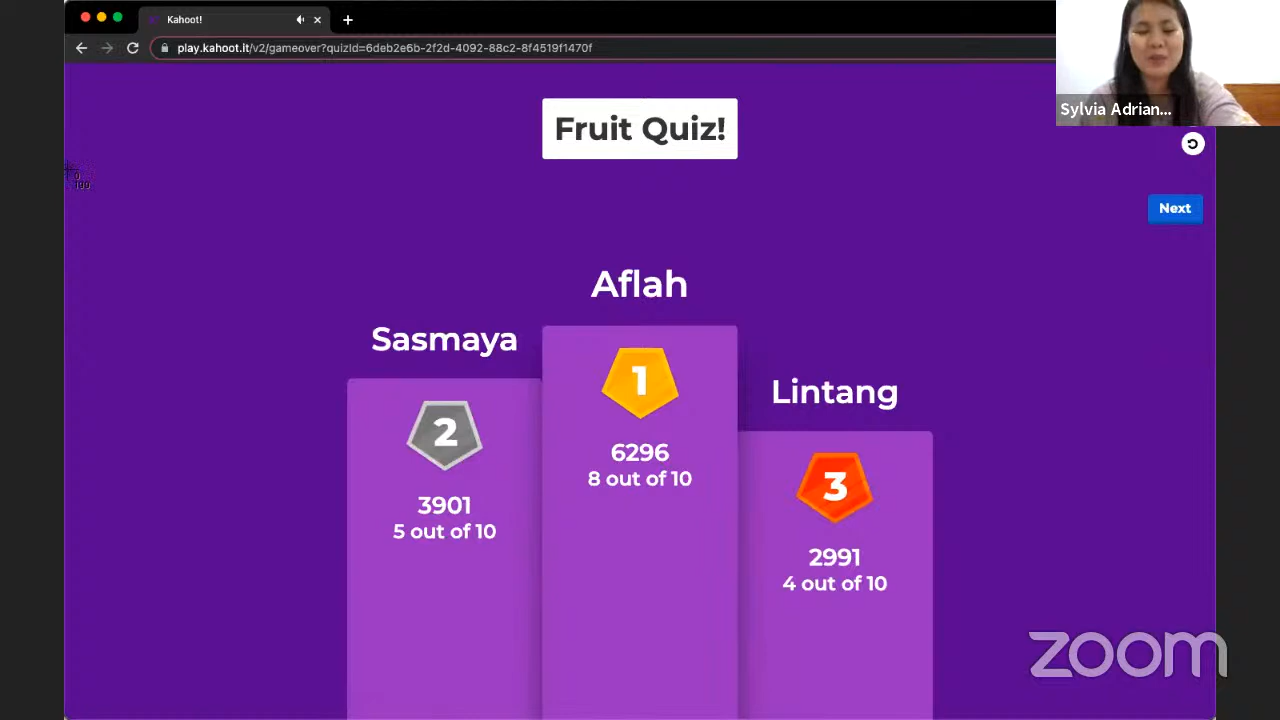 Kahoot!
play.kahoot.it/v2/gameover?quizId=6deb2e6b-2f2d-4092-88c2-8f4519f1470f
Sylvia Adrian...
Fruit Quiz!
0
190
Next
Aflah
Sasmaya
1
Lintang
2
6296
8 out of 10
3
3901
5 out of 10
2991
4 out of 10
zoom